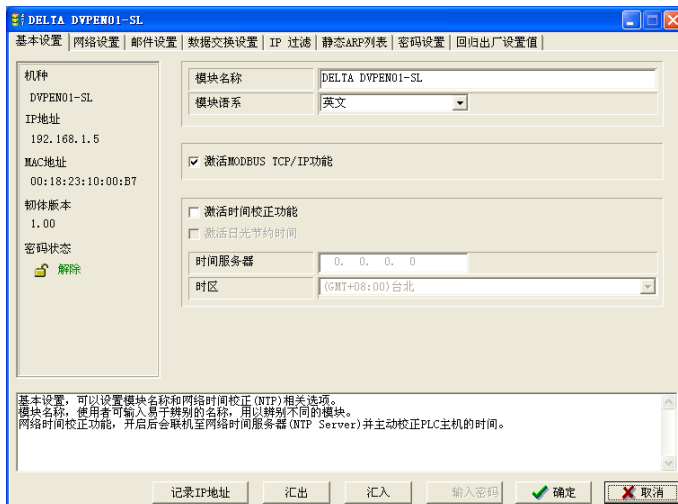 DELTA DVPEN01-SL
基本设置 网络设置 邮件设置 数据交换设置 IP 过滤 静态ARP列表 密码设置 回归出厂设置值
机种
DVPEN01-SL
IP地址
192.168.1.5
MAC地址
00:18:23:10:00:B7
韧体版本
1.00
密码状态
解除
模块名称 DELTA DVPEN01-SL
模块语系 英文
激活MODBUS TCP/IP功能
激活时间校正功能
激活日光节约时间
时间服务器 0. 0. 0. 0
时区 (GMT+08:00)台北
基本设置，可以设置模块名称和网络时间校正(NTP)相关选项。
模块名称，使用者可输入易于辨别的名称，用以辨别不同的模块。
网络时间校正功能，开启后会联机至网络时间服务器(NTP Server)并主动校正PLC主机的时间。
记录IP地址 汇出 汇入 输入密码 确定 取消